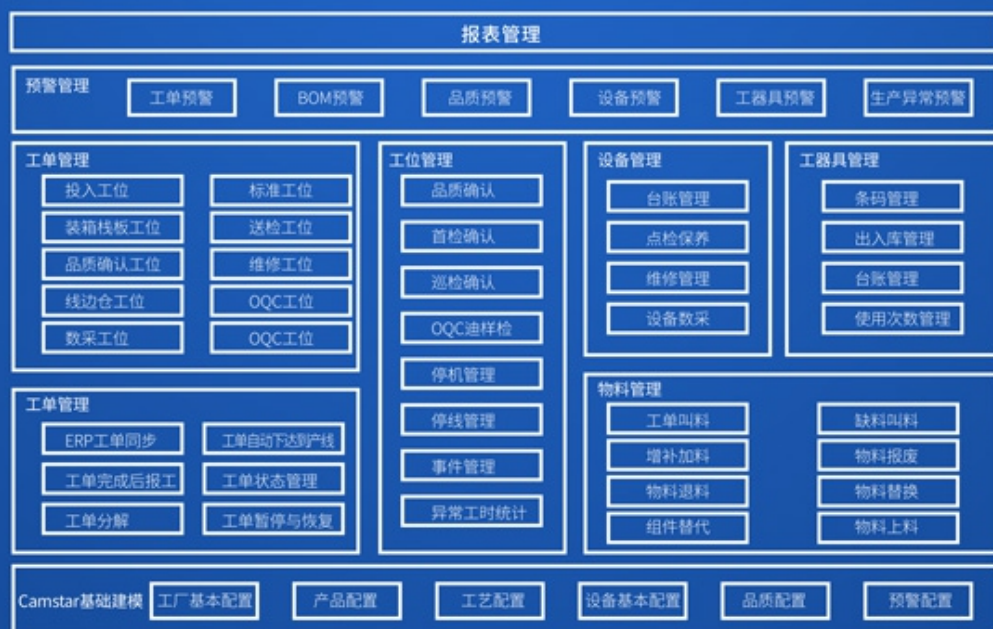 报表管理
预警管理
工单预警
BOM预警
品质预警
设备预警
工器具预警
生产异常预警
工单管理
投入工位
标准工位
装箱栈板工位
送检工位
品质确认工位
维修工位
线边仓工位
OQC工位
数采工位
OQC工位
工单管理
ERP工单同步
工单自动下达到产线
工单完成后报工
工单状态管理
工单分解
工单暂停与恢复
工位管理
品质确认
首检确认
巡检确认
OQC迪样检
停机管理
停线管理
事件管理
异常工时统计
设备管理
台账管理
点检保养
维修管理
设备数采
工器具管理
条码管理
出入库管理
台账管理
使用次数管理
物料管理
工单叫料
缺料叫料
增补加料
物料报废
物料退料
物料替换
组件替代
物料上料
Camstar基础建模
工厂基本配置
产品配置
工艺配置
设备基本配置
品质配置
预警配置